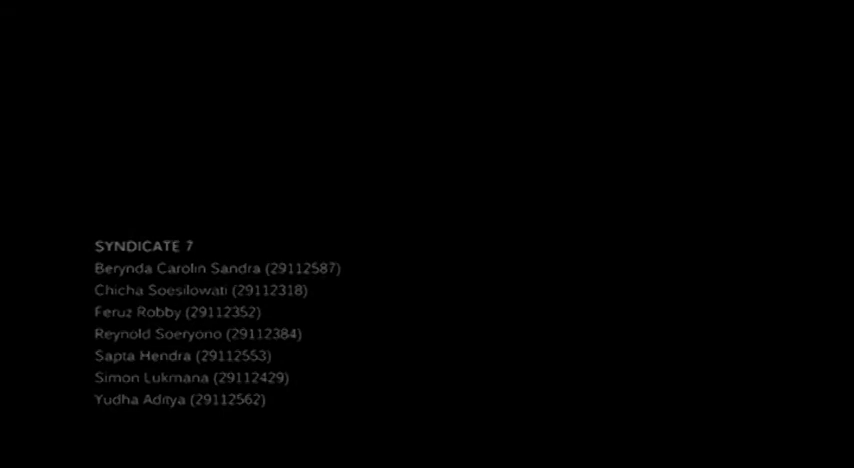 SYNDICATE 7
Berynda Carolin Sandra (29112587)
Chicha Soesilowati (29112318)
Feruz Robby (29112352)
Reynold Soeryono (29112384)
Sapta Hendra (29112553)
Simon Lukmana (29112429)
Yudha Aditya (29112562)